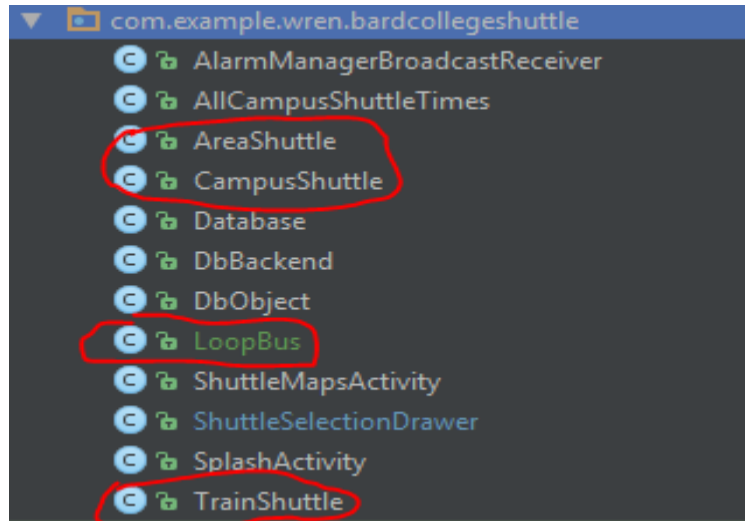 com.example.wren.bardcollegeshuttle
C AlarmManagerBroadcastReceiver
C AllCampusShuttleTimes
C AreaShuttle
C CampusShuttle
C Database
C DbBackend
C DbObject
C LoopBus
C ShuttleMapsActivity
C ShuttleSelectionDrawer
C SplashActivity
C TrainShuttle